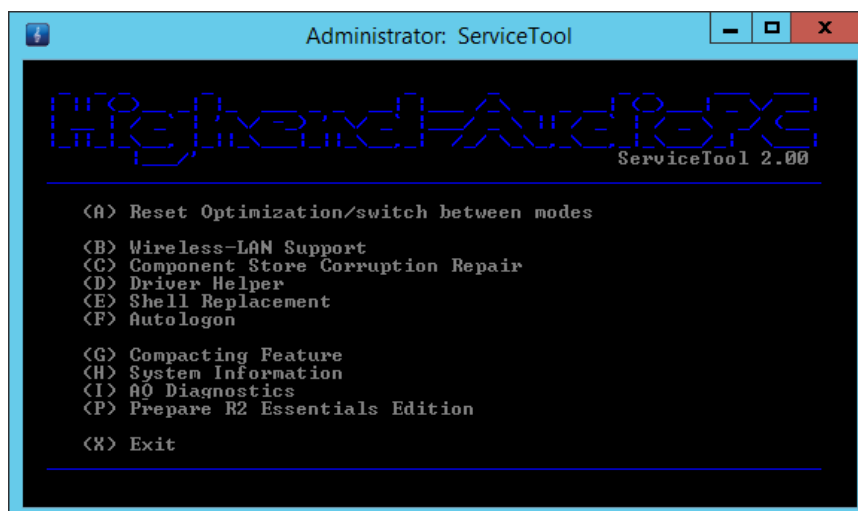 Administrator: ServiceTool
Highend-AudioPC
ServiceTool 2.00
(A) Reset Optimization/switch between modes
(B) Wireless-LAN Support
(C) Component Store Corruption Repair
(D) Driver Helper
(E) Shell Replacement
(F) Autologon
(G) Compacting Feature
(H) System Information
(I) AO Diagnostics
(P) Prepare R2 Essentials Edition
(X) Exit